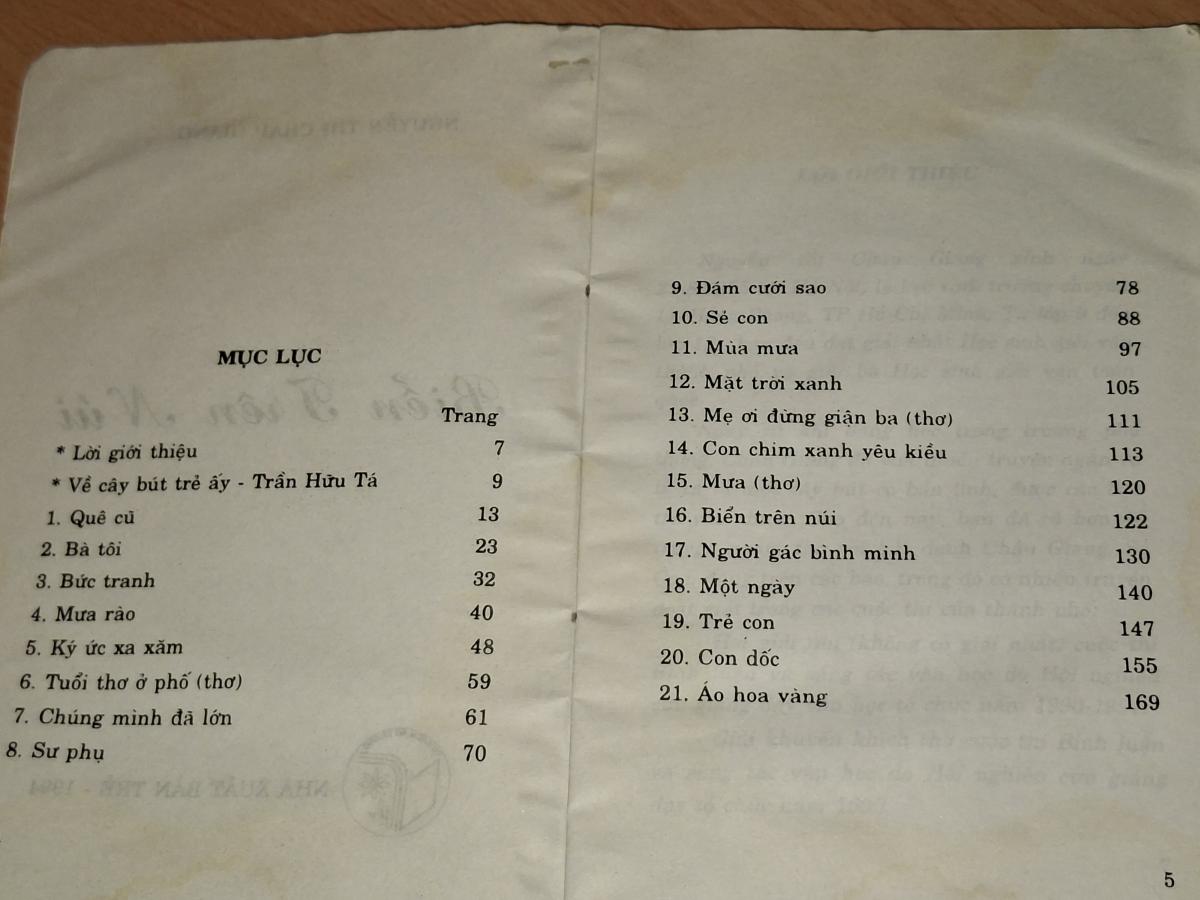 MỤC LỤC
Trang
* Lời giới thiệu 7
* Về cây bút trẻ ấy - Trần Hữu Tá 9
1. Quê cũ 13
2. Bà tôi 23
3. Bức tranh 32
4. Mưa rào 40
5. Ký ức xa xăm 48
6. Tuổi thơ ở phố (thơ) 59
7. Chúng mình đã lớn 61
8. Sư phụ 70
9. Đám cưới sao 78
10. Sẻ con 88
11. Mùa mưa 97
12. Mặt trời xanh 105
13. Mẹ ơi đừng giận ba (thơ) 111
14. Con chim xanh yêu kiều 113
15. Mưa (thơ) 120
16. Biển trên núi 122
17. Người gác bình minh 130
18. Một ngày 140
19. Trẻ con 147
20. Con dốc 155
21. Áo hoa vàng 169
5